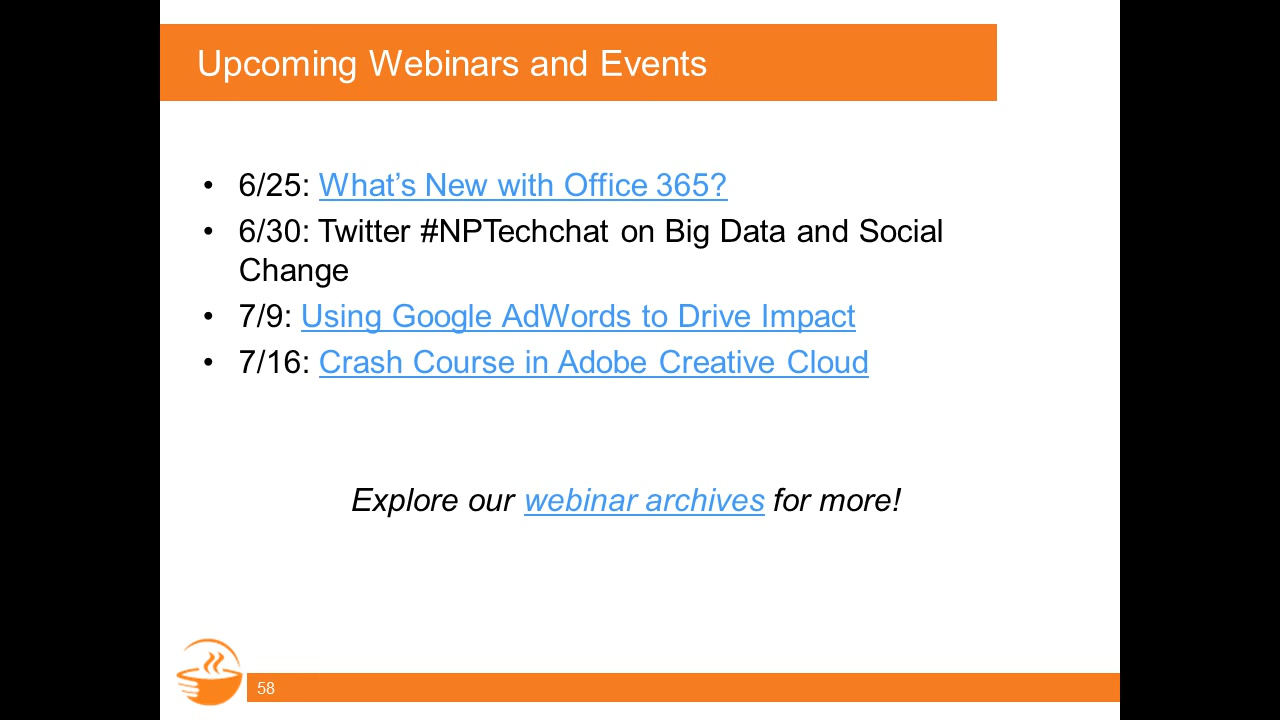 Upcoming Webinars and Events
• 6/25: What’s New with Office 365?
• 6/30: Twitter #NPTechchat on Big Data and Social
Change
• 7/9: Using Google AdWords to Drive Impact
• 7/16: Crash Course in Adobe Creative Cloud
Explore our webinar archives for more!
58